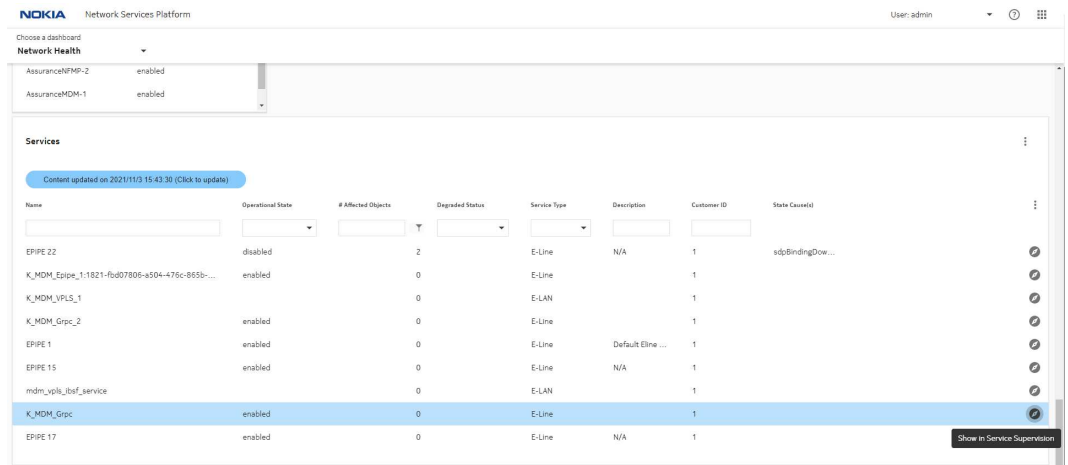 NOKIA Network Services Platform User: admin
Choose a dashboard
Network Health
AssuranceNFMP-2 enabled
AssuranceMDM-1 enabled
Services
Content updated on 2021/11/3 15:43:30 (Click to update)
Name Operational State # Affected Objects Degraded Status Service Type Description Customer ID State Cause(s)
EPIPE 22 disabled 2 E-Line N/A 1 sdpBindingDow...
K_MDM_Epipe_1:1821-fbd07806-a504-476c-865b-... enabled 0 E-Line 1
K_MDM_VPLS_1 0 E-LAN 1
K_MDM_Grpc_2 enabled 0 E-Line 1
EPIPE 1 enabled 0 E-Line Default Eline ... 1
EPIPE 15 enabled 0 E-Line N/A 1
mdm_vpls_ibsf_service 0 E-LAN 1
K_MDM_Grpc enabled 0 E-Line 1
EPIPE 17 enabled 0 E-Line N/A 1
Show in Service Supervision